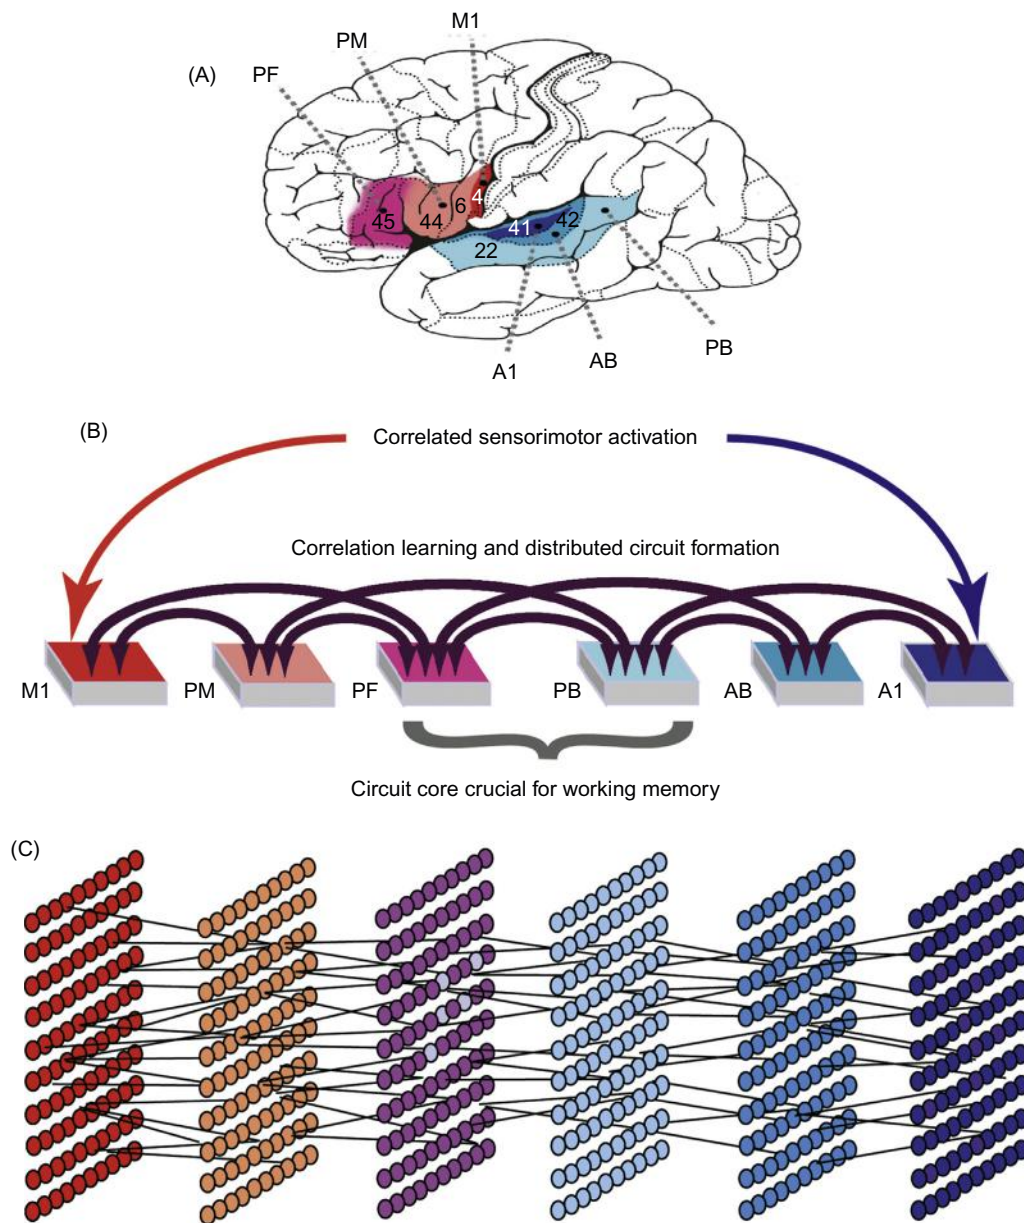 M1
PM
(A)
PF
4
6
45
44
41
42
22
PB
AB
A1
(B)
Correlated sensorimotor activation
Correlation learning and distributed circuit formation
M1
PM
PF
PB
AB
A1
Circuit core crucial for working memory
(C)